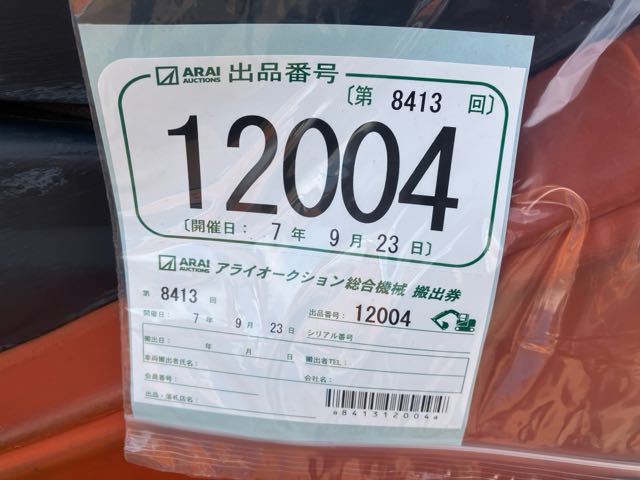 ARAI AUCTIONS 出品番号
〔第 8413 回〕
12004
〔開催日： 7 年 9 月 23 日〕
ARAI AUCTIONS アライオークション総合機械 搬出券
第 8413 回 出品番号： 12004
開催日： 7 年 9 月 23 日 シリアル番号
搬出日： 年 月 日 搬出者TEL：
車両搬出者氏名：
会員番号： 会社名：
出品・落札店名：
a841312004a